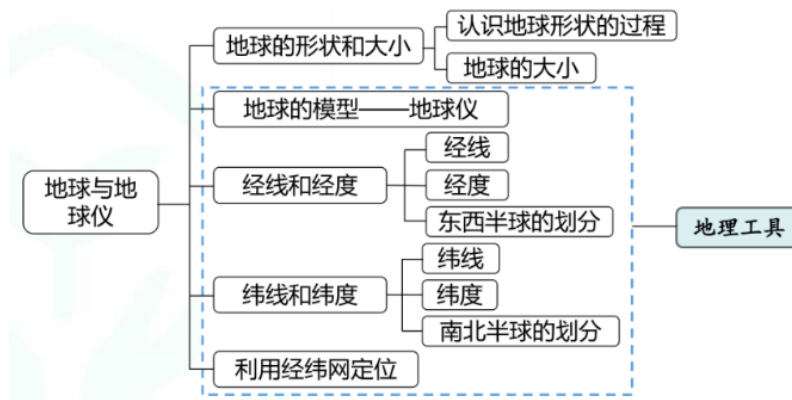 地球与地
球仪
地球的形状和大小
认识地球形状的过程
地球的大小
地球的模型——地球仪
经线和经度
经线
经度
东西半球的划分
纬线和纬度
纬线
纬度
南北半球的划分
利用经纬网定位
地理工具